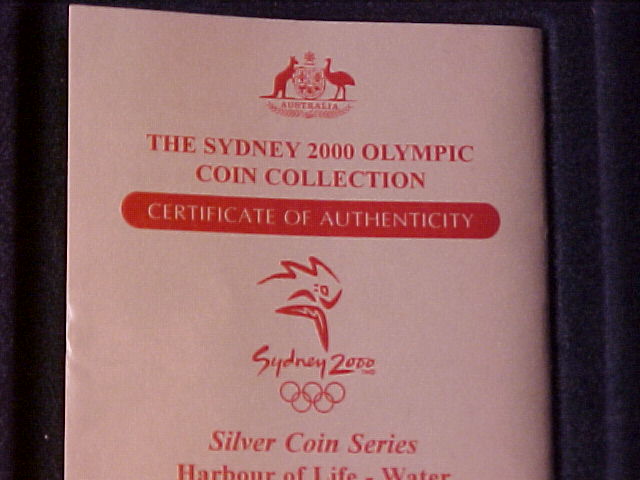 AUSTRALIA
THE SYDNEY 2000 OLYMPIC
COIN COLLECTION
CERTIFICATE OF AUTHENTICITY
Sydney 2000
Silver Coin Series
Harbour of Life - Water